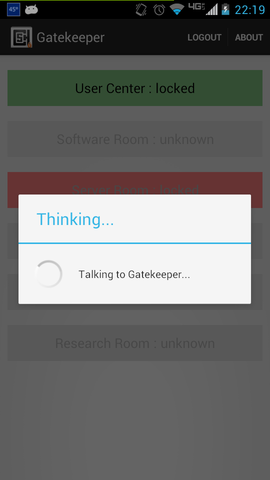 45°
4G
22:19
Gatekeeper
LOGOUT
ABOUT
User Center : locked
Software Room : unknown
Thinking...
Talking to Gatekeeper...
Research Room : unknown